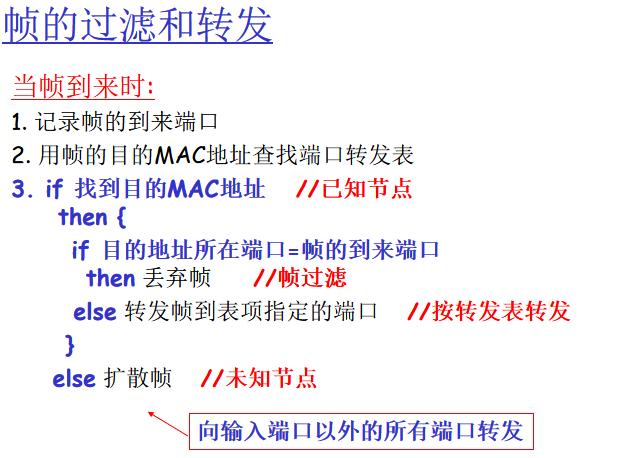 帧的过滤和转发
当帧到来时:
1. 记录帧的到来端口
2. 用帧的目的MAC地址查找端口转发表
3. if 找到目的MAC地址 //已知节点
then {
if 目的地址所在端口=帧的到来端口
then 丢弃帧 //帧过滤
else 转发帧到表项指定的端口 //按转发表转发
}
else 扩散帧 //未知节点
向输入端口以外的所有端口转发